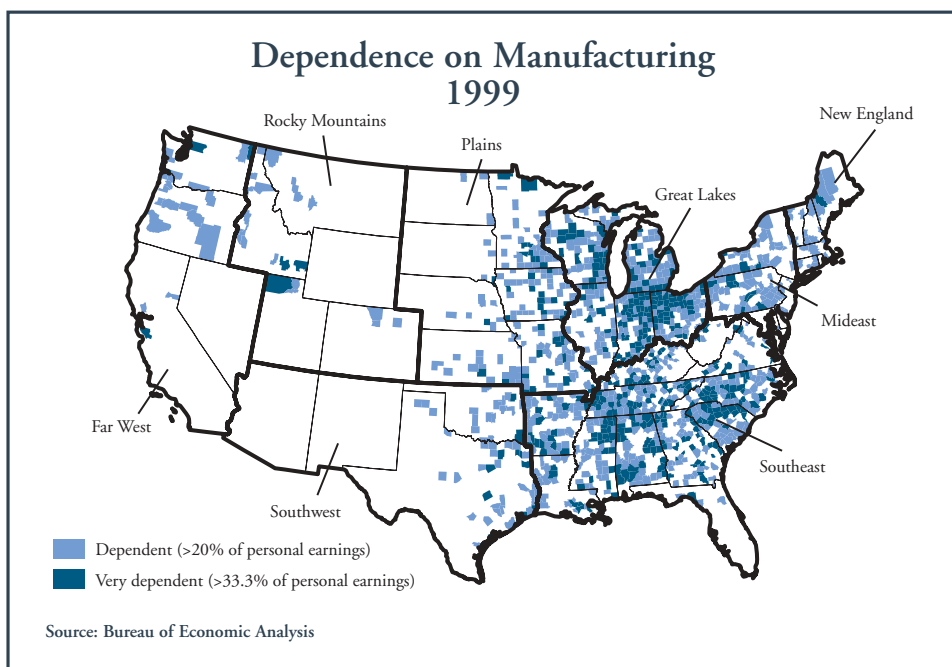 Dependence on Manufacturing
1999
New England
Rocky Mountains
Plains
Great Lakes
Mideast
Far West
Southeast
Southwest
Dependent (>20% of personal earnings)
Very dependent (>33.3% of personal earnings)
Source: Bureau of Economic Analysis